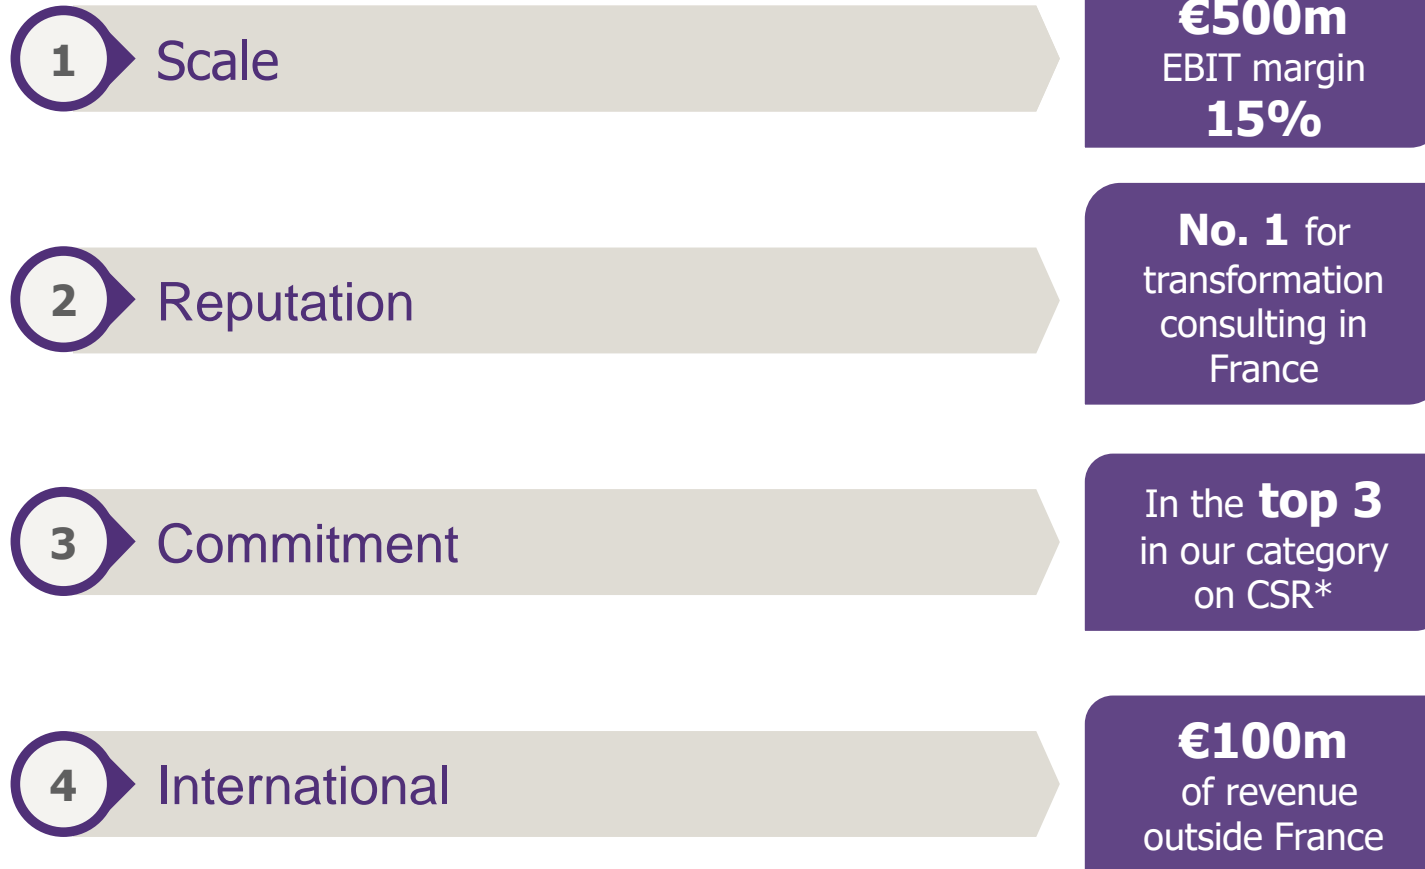 1
Scale
€500m
EBIT margin
15%
2
Reputation
No. 1 for
transformation
consulting in
France
3
Commitment
In the top 3
in our category
on CSR*
4
International
€100m
of revenue
outside France